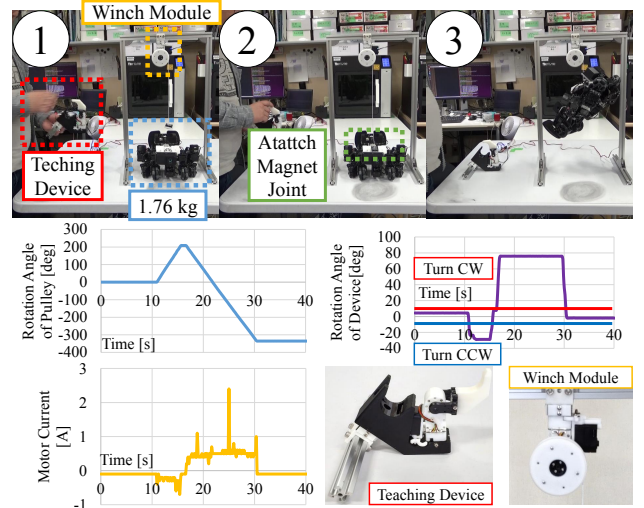 Winch Module
1
2
3
Teching
Device
1.76 kg
Atattch
Magnet
Joint
Rotation Angle
of Pulley [deg]
300
200
100
0
-100
-200
-300
-400
0 10 20 30 40
Time [s]
Rotation Angle
of Device[deg]
80
60
40
20
0
-20
-40
Turn CW
Time [s]
0 10 20 30 40
Turn CCW
Motor Current
[A]
3
2
1
0
-1
Time [s]
0 10 20 30 40
Teaching Device
Winch Module